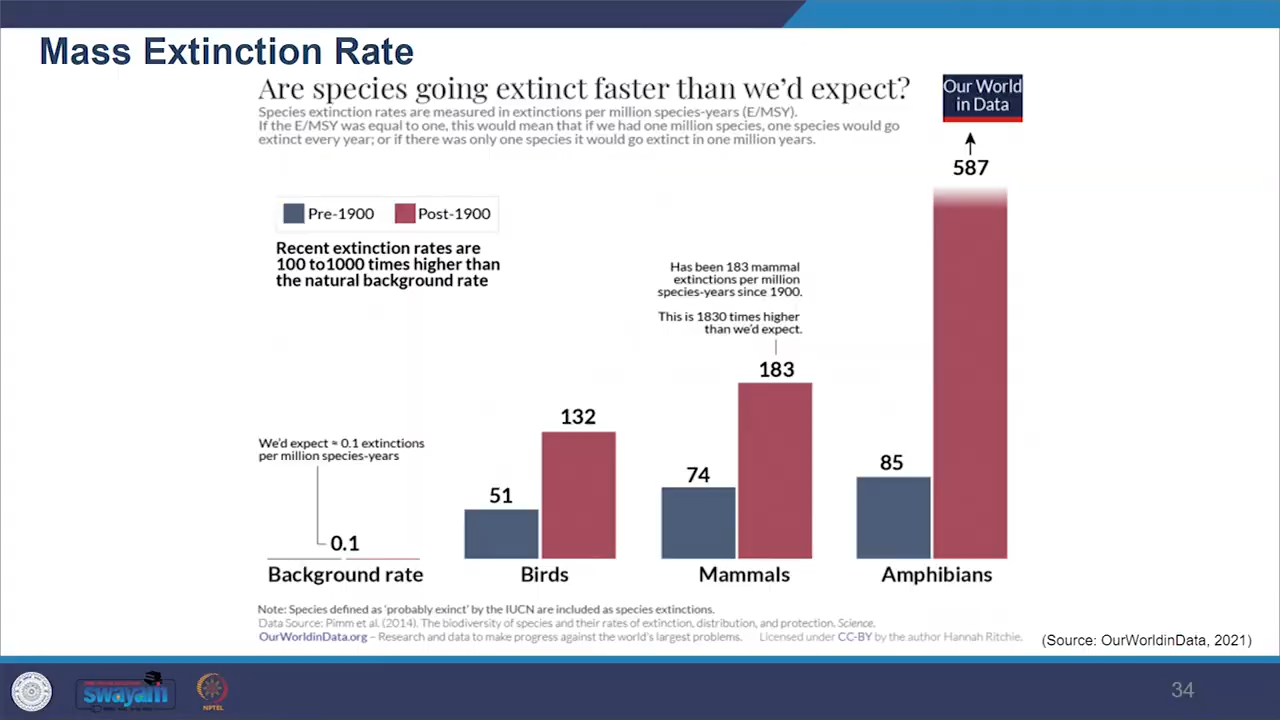 Mass Extinction Rate
Are species going extinct faster than we'd expect?
Our World
in Data
Species extinction rates are measured in extinctions per million species-years (E/MSY).
If the E/MSY was equal to one, this would mean that if we had one million species, one species would go
extinct every year; or if there was only one species it would go extinct in one million years.
587
Pre-1900 Post-1900
Recent extinction rates are
100 to1000 times higher than
the natural background rate
Has been 183 mammal
extinctions per million
species-years since 1900.
This is 1830 times higher
than we'd expect.
183
132
We'd expect ≈ 0.1 extinctions
per million species-years
85
74
51
0.1
Background rate Birds Mammals Amphibians
Note: Species defined as 'probably exinct' by the IUCN are included as species extinctions.
Data Source: Pimm et al. (2014). The biodiversity of species and their rates of extinction, distribution, and protection. Science.
OurWorldinData.org – Research and data to make progress against the world's largest problems. Licensed under CC-BY by the author Hannah Ritchie.
(Source: OurWorldinData, 2021)
swayam
NPTEL
34